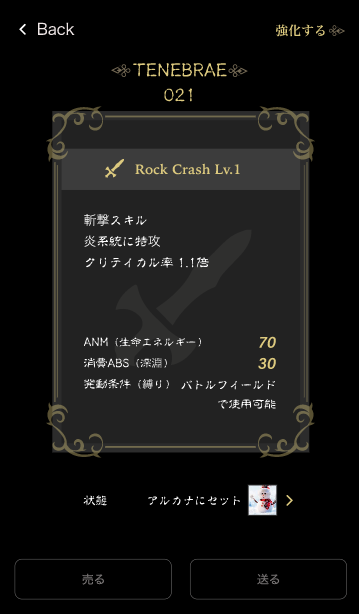 Back
強化する
TENEBRAE
021
Rock Crash Lv.1
斬撃スキル
炎系統に特攻
クリティカル率 1.1倍
ANM（生命エネルギー） 70
消費ABS（深淵） 30
発動条件（縛り） バトルフィールド
で使用可能
状態 アルカナにセット
売る 送る